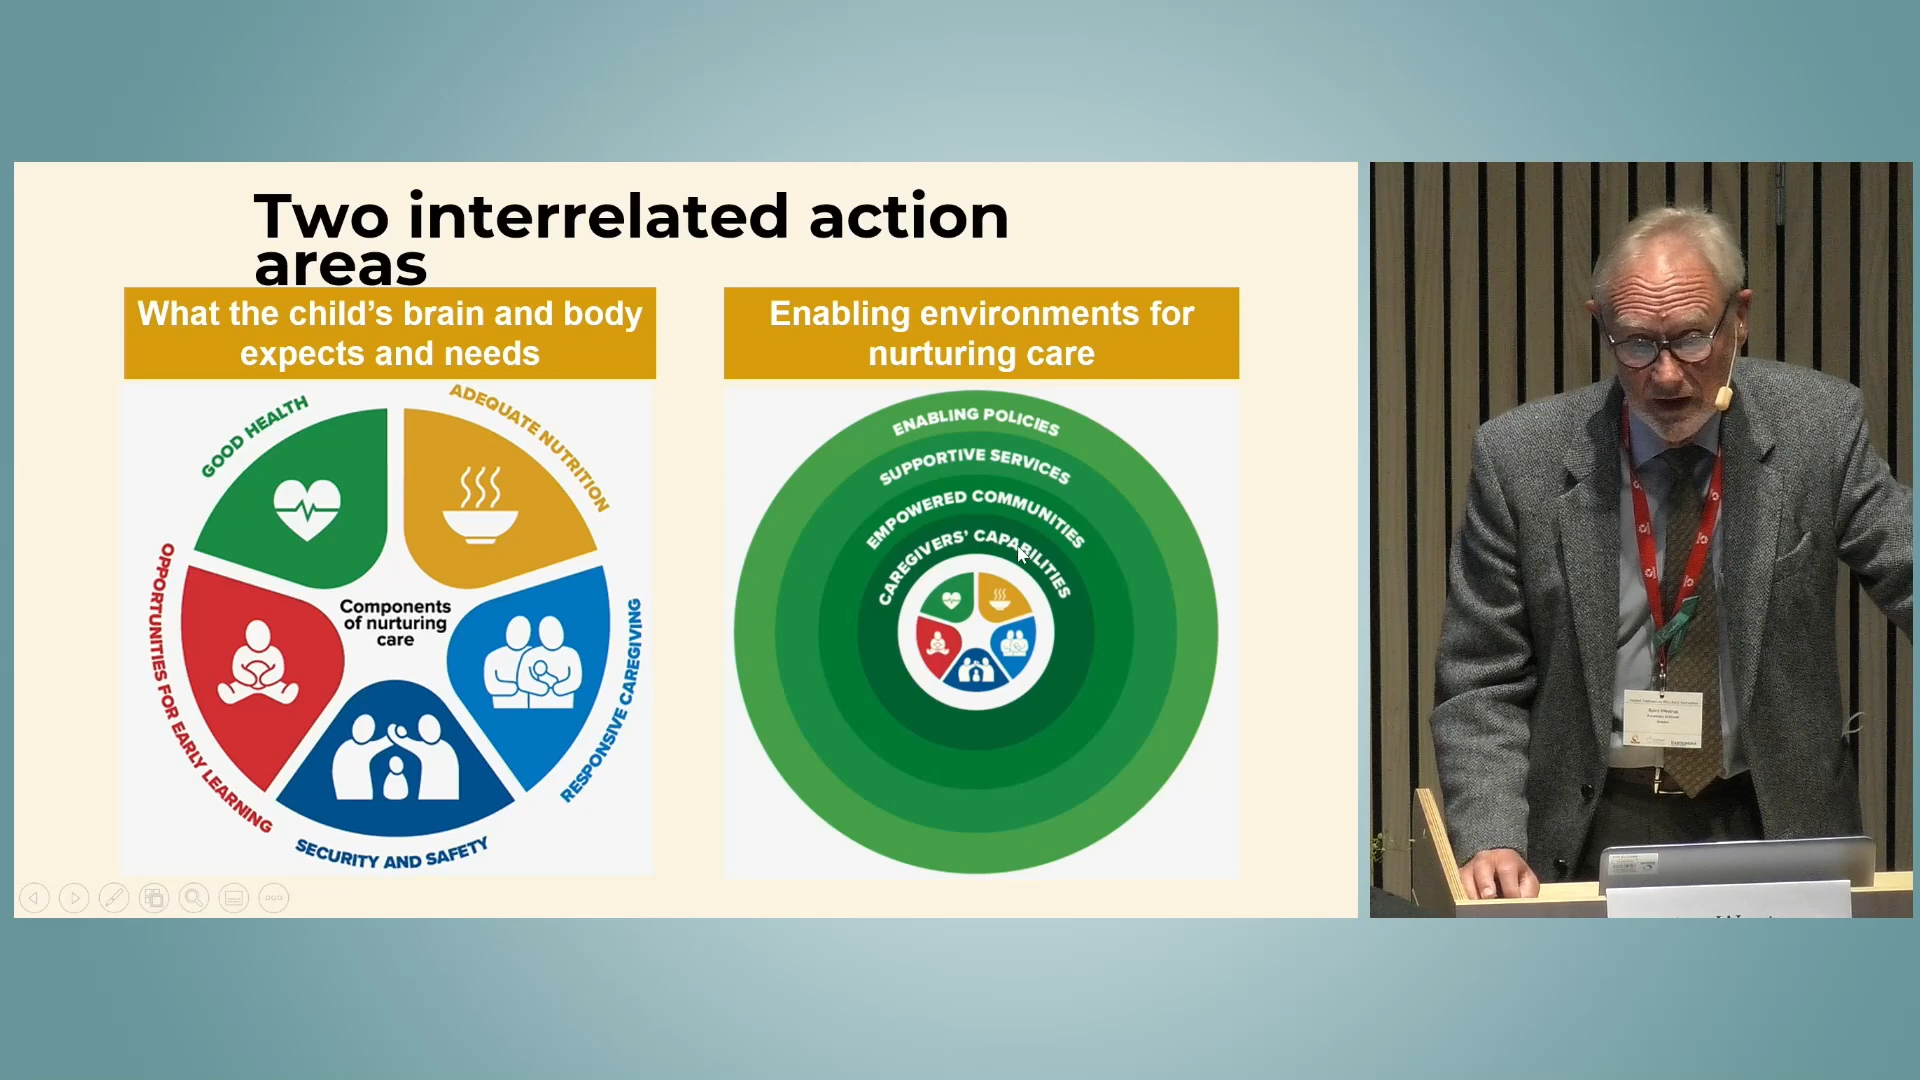 Two interrelated action
areas
What the child's brain and body
expects and needs
Enabling environments for
nurturing care
GOOD HEALTH
ADEQUATE NUTRITION
OPPORTUNITIES FOR EARLY LEARNING
RESPONSIVE CAREGIVING
SECURITY AND SAFETY
Components
of nurturing
care
ENABLING POLICIES
SUPPORTIVE SERVICES
EMPOWERED COMMUNITIES
CAREGIVERS' CAPABILITIES